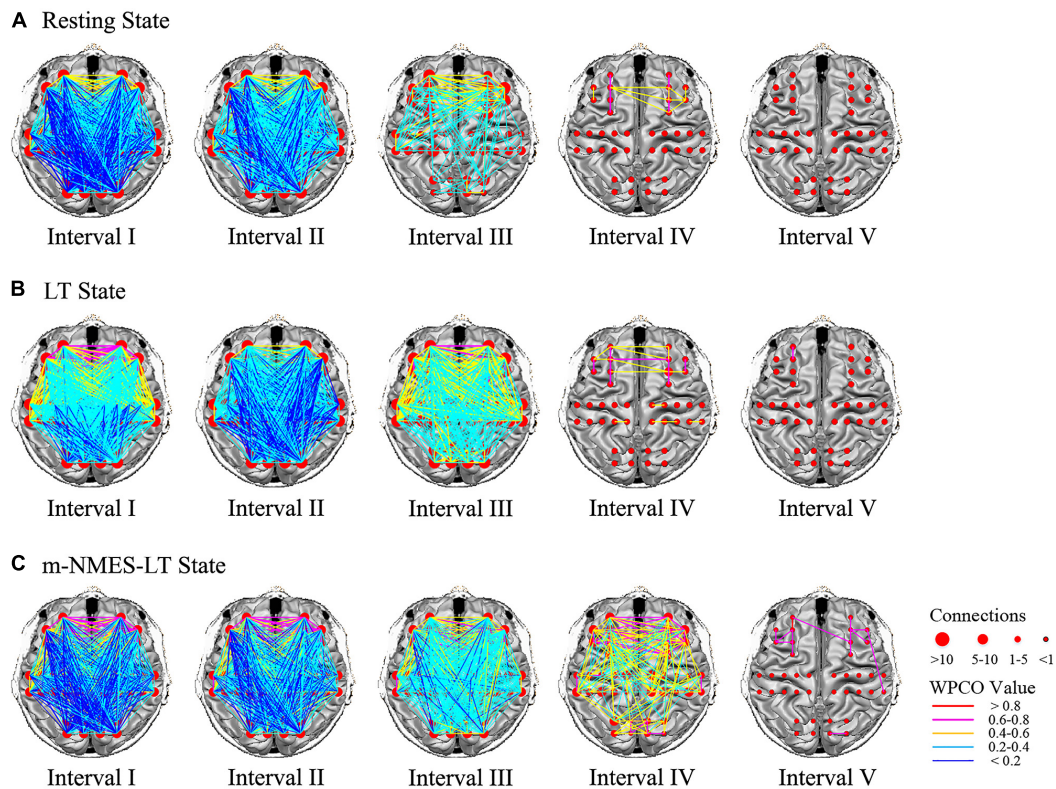 A Resting State
Interval I Interval II Interval III Interval IV Interval V
B LT State
Interval I Interval II Interval III Interval IV Interval V
C m-NMES-LT State
Interval I Interval II Interval III Interval IV Interval V
Connections
>10 5-10 1-5 <1
WPCO Value
> 0.8
0.6-0.8
0.4-0.6
0.2-0.4
< 0.2